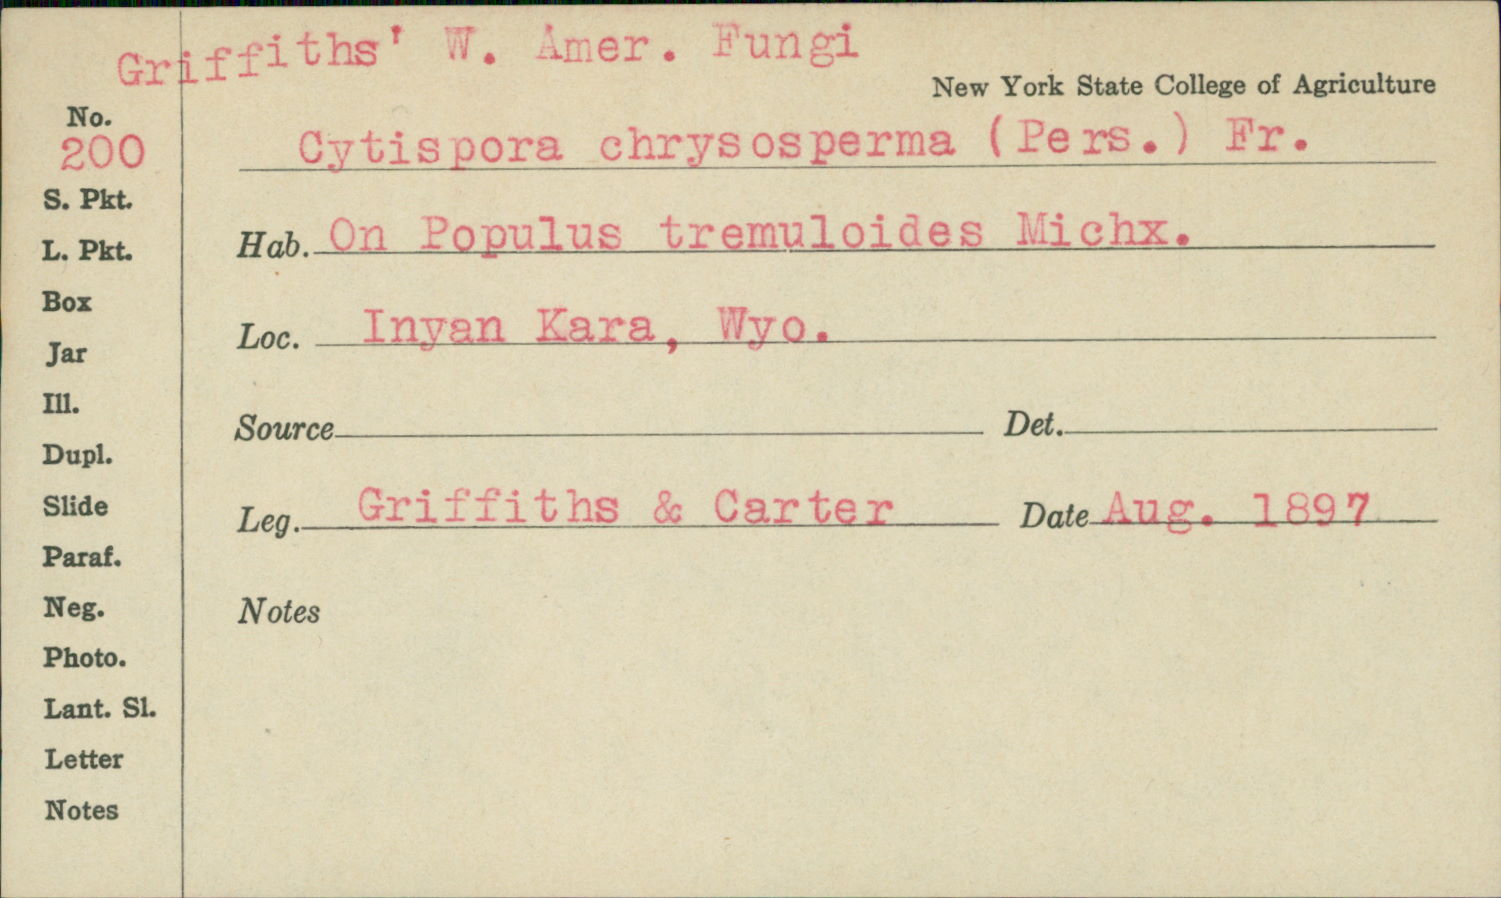 Griffiths' W. Amer. Fungi
New York State College of Agriculture
No.
200
Cytispora chrysosperma (Pers.) Fr.
S. Pkt.
L. Pkt.
Hab. On Populus tremuloides Michx.
Box
Loc. Inyan Kara, Wyo.
Jar
Ill.
Source Det.
Dupl.
Slide
Leg. Griffiths & Carter Date Aug. 1897
Paraf.
Neg.
Notes
Photo.
Lant. Sl.
Letter
Notes